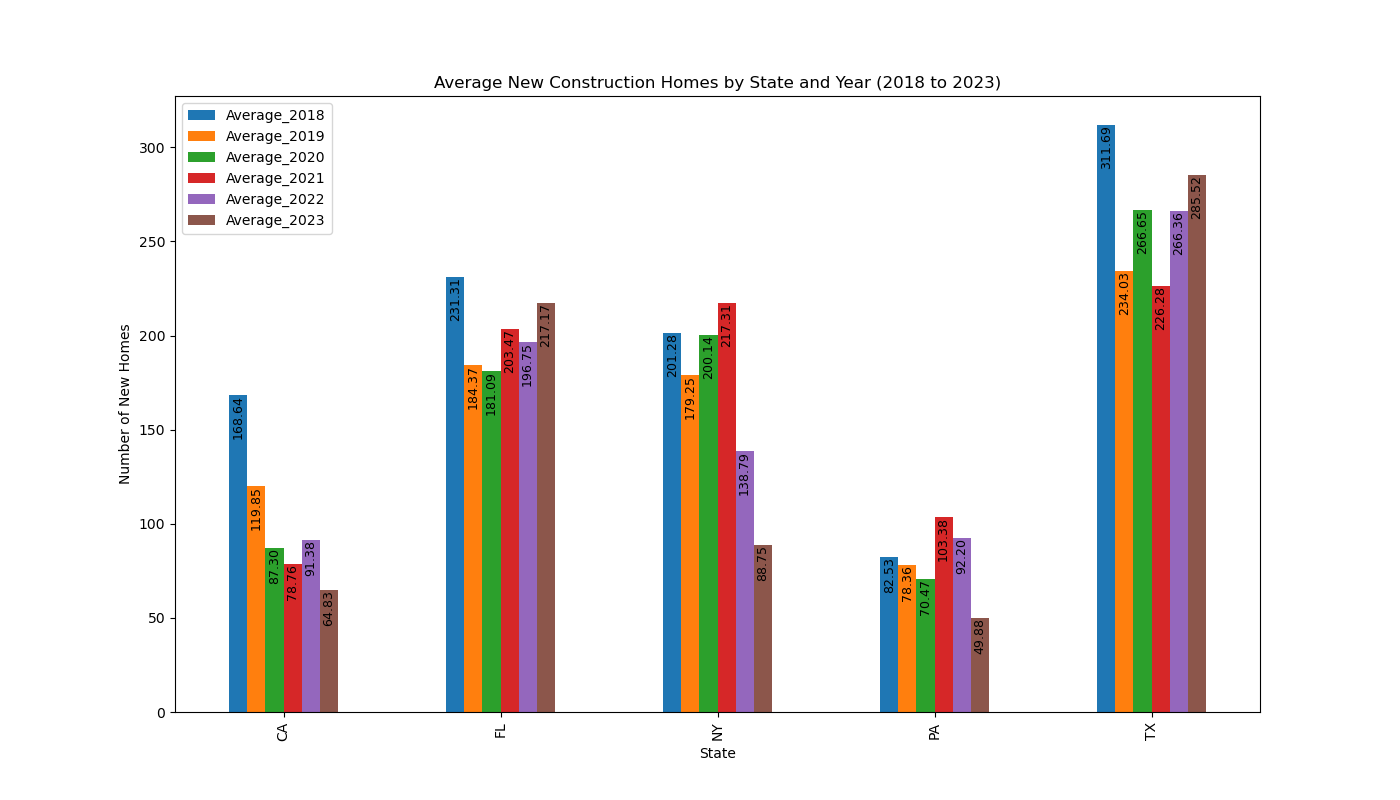 Average New Construction Homes by State and Year (2018 to 2023)
Average_2018
Average_2019
Average_2020
Average_2021
Average_2022
Average_2023
Number of New Homes
300
250
200
150
100
50
0
168.64
119.85
87.30
78.76
91.38
64.83
231.31
184.37
181.09
203.47
196.75
217.17
201.28
179.25
200.14
217.31
138.79
88.75
82.53
78.36
70.47
103.38
92.20
49.88
311.69
234.03
266.65
226.28
266.36
285.52
CA
FL
NY
PA
TX
State